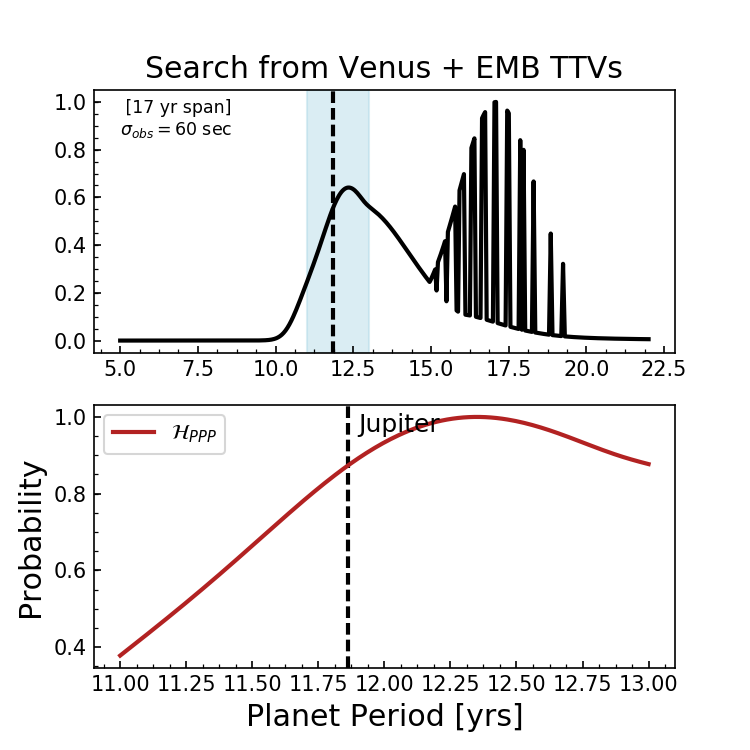 Search from Venus + EMB TTVs
[17 yr span]
σ_obs = 60 sec
1.0
0.8
0.6
0.4
0.2
0.0
5.0 7.5 10.0 12.5 15.0 17.5 20.0 22.5
Jupiter
ℋ_PPP
1.0
0.8
0.6
0.4
Probability
11.00 11.25 11.50 11.75 12.00 12.25 12.50 12.75 13.00
Planet Period [yrs]